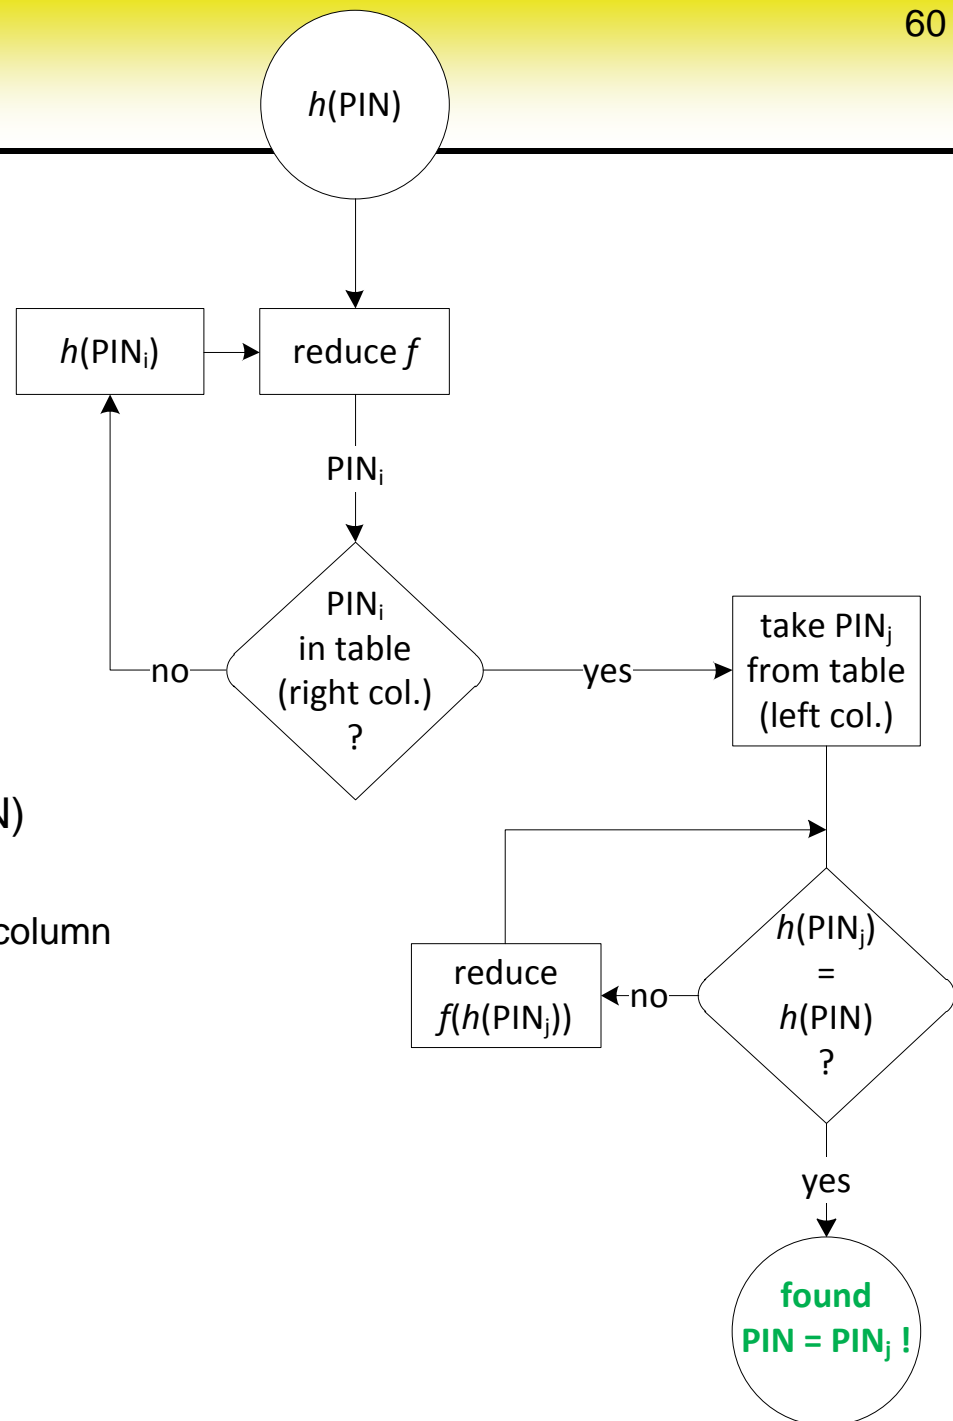 60
h(PIN)
h(PINᵢ)
reduce f
PINᵢ
PINᵢ
in table
(right col.)
?
no
yes
take PINⱼ
from table
(left col.)
)
column
h(PINⱼ)
=
h(PIN)
?
no
reduce
f(h(PINⱼ))
yes
found
PIN = PINⱼ !